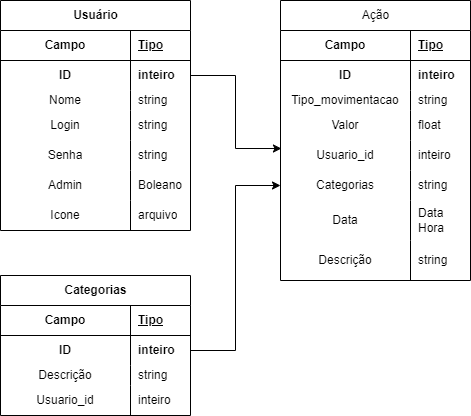 Usuário
Campo Tipo
ID inteiro
Nome string
Login string
Senha string
Admin Boleano
Icone arquivo
Ação
Campo Tipo
ID inteiro
Tipo_movimentacao string
Valor float
Usuario_id inteiro
Categorias string
Data Data
Hora
Descrição string
Categorias
Campo Tipo
ID inteiro
Descrição string
Usuario_id inteiro